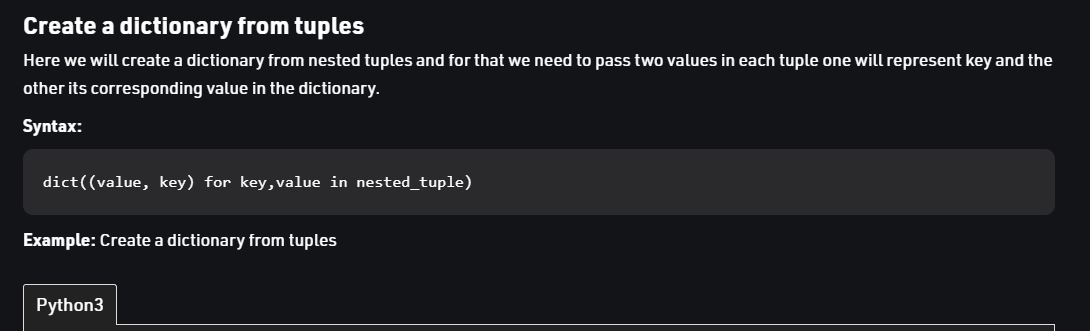 Create a dictionary from tuples
Here we will create a dictionary from nested tuples and for that we need to pass two values in each tuple one will represent key and the
other its corresponding value in the dictionary.
Syntax:
dict((value, key) for key,value in nested_tuple)
Example: Create a dictionary from tuples
Python3